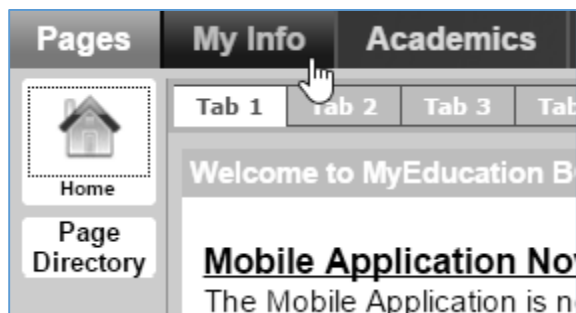 Pages My Info Academics
Tab 1 Tab 2 Tab 3
Home
Welcome to MyEducation
Page
Directory
Mobile Application
The Mobile Application is